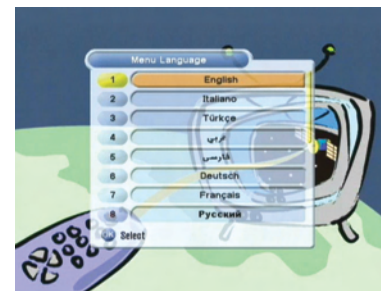 Menu Language
1 English
2 Italiano
3 Türkçe
4 عربي
5 فارسی
6 Deutsch
7 Français
8 Русский
Select